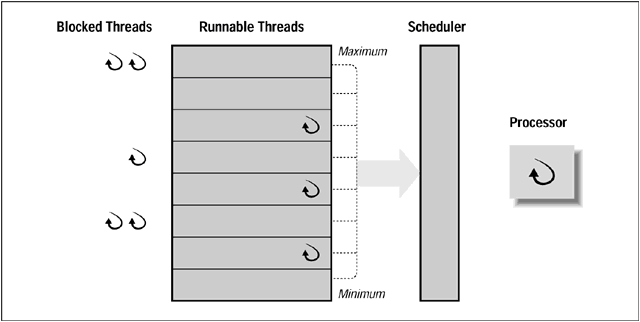 Blocked Threads
Runnable Threads
Scheduler
Maximum
Processor
Minimum